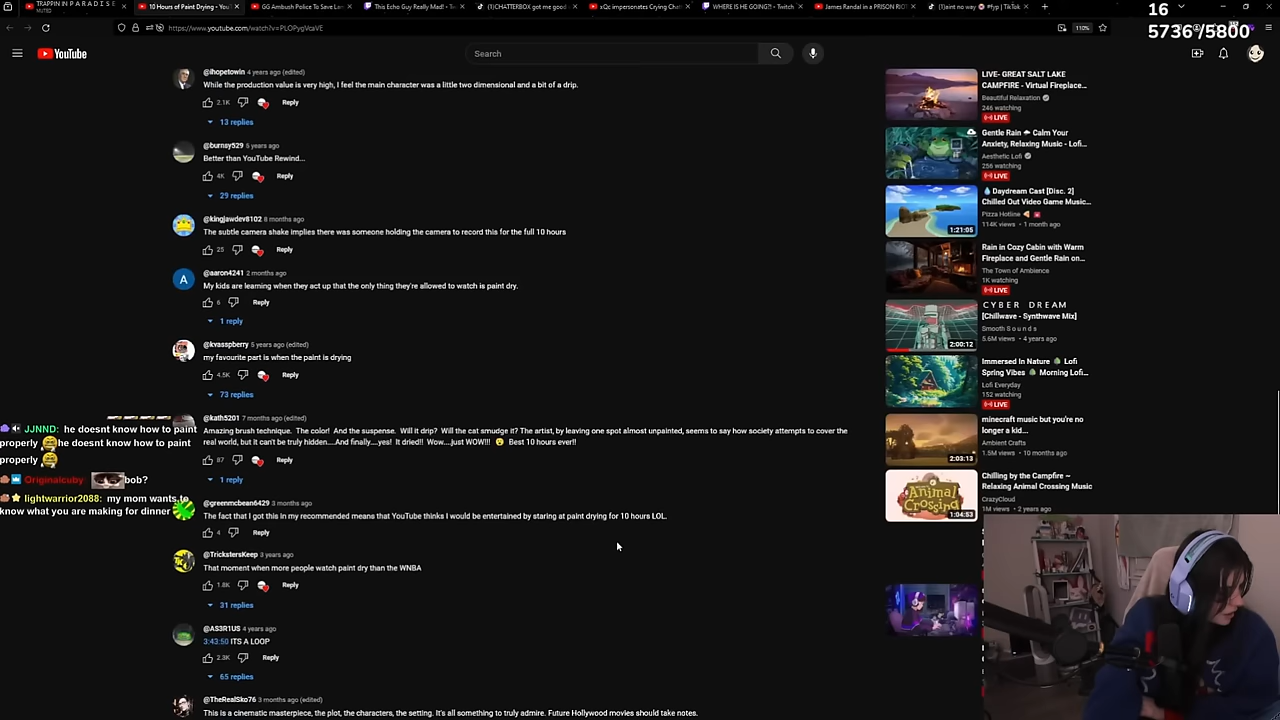 TRAPPIN IN P A R A D I S E
MUTED
10 Hours of Paint Drying - YouTube
GG Ambush Police To Save
This Echo Guy Really Mad! - Twitch
(1)CHATTERBOX got me good
xQc impersonates Crying
WHERE IS HE GOING?! - Twitch
James Randal in a PRISON
(1)aint no way #fyp | TikTok
16
5736/5800
https://www.youtube.com/watch?v=PLOPygVcaVE
110%
YouTube
Search
@ihopetowin 4 years ago (edited)
While the production value is very high, I feel the main character was a little two dimensional and a bit of a drip.
2.1K Reply
13 replies
@burnsy529 5 years ago
Better than YouTube Rewind...
4K Reply
29 replies
@kingjawdev8102 8 months ago
The subtle camera shake implies there was someone holding the camera to record this for the full 10 hours
25 Reply
@aaron4241 2 months ago
A
My kids are learning when they act up that the only thing they're allowed to watch is paint dry.
6 Reply
1 reply
@kvasspberry 5 years ago (edited)
my favourite part is when the paint is drying
4.5K Reply
73 replies
@kath5201 7 months ago (edited)
Amazing brush technique. The color! And the suspense. Will it drip? Will the cat smudge it? The artist, by leaving one spot almost unpainted, seems to say how society attempts to cover the
real world, but it can't be truly hidden....And finally....yes! It dried!! Wow....just WOW!!! 😮 Best 10 hours ever!!
87 Reply
1 reply
@greenmcbean6429 3 months ago
The fact that I got this in my recommended means that YouTube thinks I would be entertained by staring at paint drying for 10 hours LOL.
4 Reply
@TrickstersKeep 3 years ago
That moment when more people watch paint dry than the WNBA
1.8K Reply
31 replies
@AS3R1US 4 years ago
3:43:50 ITS A LOOP
2.3K Reply
65 replies
@TheRealSko76 3 months ago (edited)
This is a cinematic masterpiece, the plot, the characters, the setting. It's all something to truly admire. Future Hollywood movies should take notes.
JJNND: he doesnt know how to paint
properly he doesnt know how to paint
properly
Originalcuby bob?
lightwarrior2088: my mom wants to
know what you are making for dinner
LIVE- GREAT SALT LAKE
CAMPFIRE - Virtual Fireplace...
Beautiful Relaxation
246 watching
LIVE
Gentle Rain Calm Your
Anxiety, Relaxing Music - Lofi...
Aesthetic Lofi
256 watching
LIVE
Daydream Cast [Disc. 2]
Chilled Out Video Game Music...
Pizza Hotline
114K views • 1 month ago
1:21:05
Rain in Cozy Cabin with Warm
Fireplace and Gentle Rain on...
The Town of Ambience
1K watching
LIVE
C Y B E R D R E A M
[Chillwave - Synthwave Mix]
Smooth S o u n d s
5.6M views • 4 years ago
2:00:12
Immersed In Nature Lofi
Spring Vibes Morning Lofi...
Lofi Everyday
152 watching
LIVE
minecraft music but you're no
longer a kid...
Ambient Crafts
1.5M views • 10 months ago
2:03:13
Chilling by the Campfire ~
Relaxing Animal Crossing Music
CrazyCloud
1M views • 2 years ago
Animal
Crossing
1:04:53